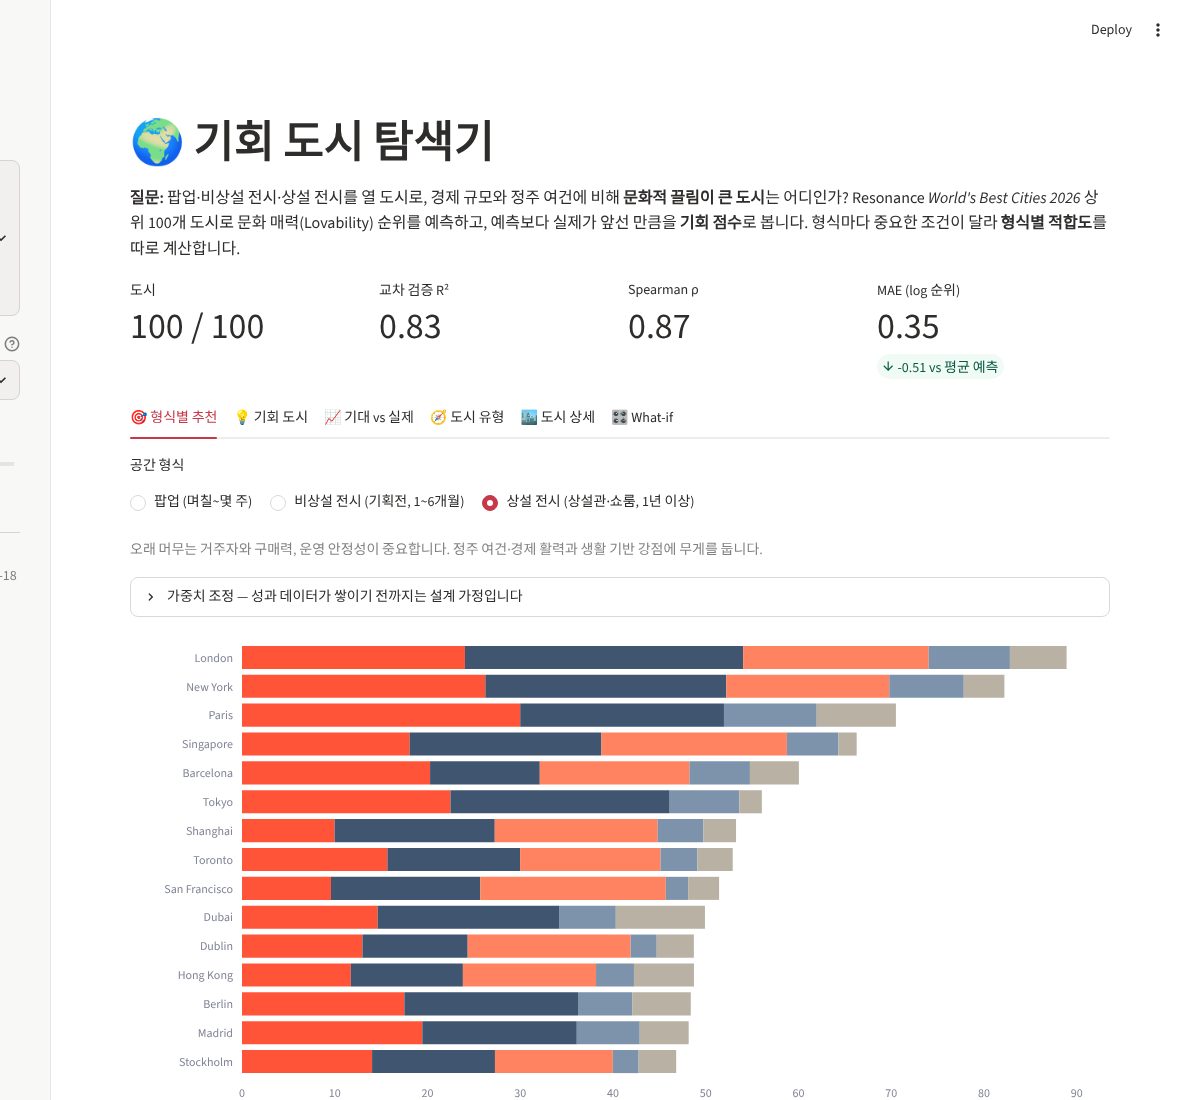 Deploy
기회 도시 탐색기
질문: 팝업·비상설 전시·상설 전시를 열 도시로, 경제 규모와 정주 여건에 비해 문화적 끌림이 큰 도시는 어디인가? Resonance World's Best Cities 2026 상
위 100개 도시로 문화 매력(Lovability) 순위를 예측하고, 예측보다 실제가 앞선 만큼을 기회 점수로 봅니다. 형식마다 중요한 조건이 달라 형식별 적합도를
따로 계산합니다.
도시
100 / 100
교차 검증 R²
0.83
Spearman ρ
0.87
MAE (log 순위)
0.35
↓ -0.51 vs 평균 예측
형식별 추천
기회 도시
기대 vs 실제
도시 유형
도시 상세
What-if
공간 형식
팝업 (며칠~몇 주)
비상설 전시 (기획전, 1~6개월)
상설 전시 (상설관·쇼룸, 1년 이상)
-18
오래 머무는 거주자와 구매력, 운영 안정성이 중요합니다. 정주 여건·경제 활력과 생활 기반 강점에 무게를 둡니다.
가중치 조정 — 성과 데이터가 쌓이기 전까지는 설계 가정입니다
London
New York
Paris
Singapore
Barcelona
Tokyo
Shanghai
Toronto
San Francisco
Dubai
Dublin
Hong Kong
Berlin
Madrid
Stockholm
0 10 20 30 40 50 60 70 80 90